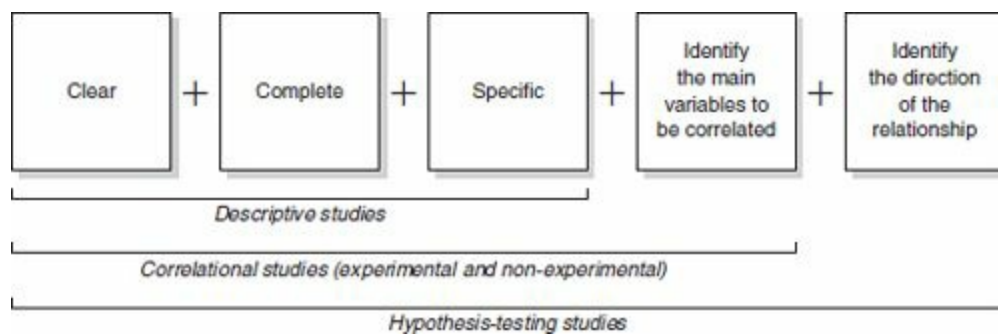 Clear
+
Complete
+
Specific
+
Identify
the main
variables to
be correlated
+
Identify
the direction
of the
relationship
Descriptive studies
Correlational studies (experimental and non-experimental)
Hypothesis-testing studies